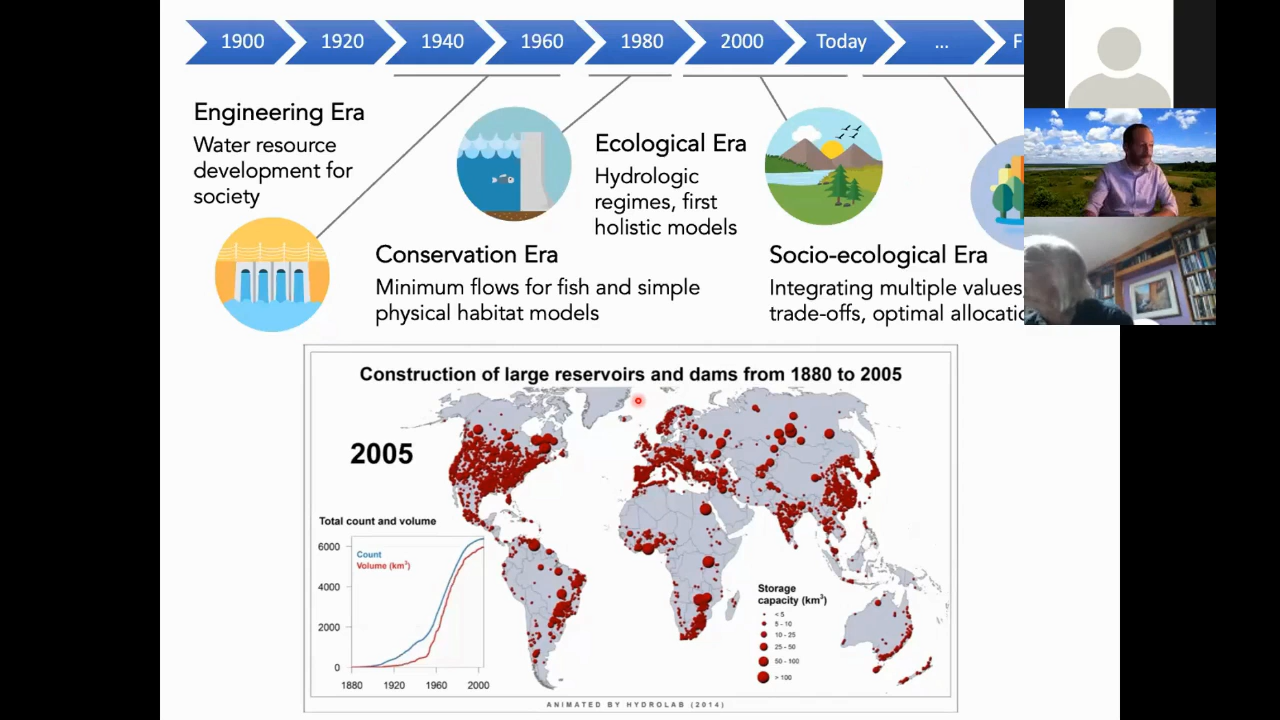 1900 1920 1940 1960 1980 2000 Today ... F
Engineering Era
Water resource
development for
society
Ecological Era
Hydrologic
regimes, first
holistic models
Conservation Era
Minimum flows for fish and simple
physical habitat models
Socio-ecological Era
Integrating multiple values
trade-offs, optimal allocatio
Construction of large reservoirs and dams from 1880 to 2005
2005
Total count and volume
6000
4000
2000
0
Count
Volume (km³)
1880 1920 1960 2000
Storage
capacity (km³)
< 5
5 - 10
10 - 25
25 - 50
50 - 100
> 100
ANIMATED BY HYDROLAB (2014)